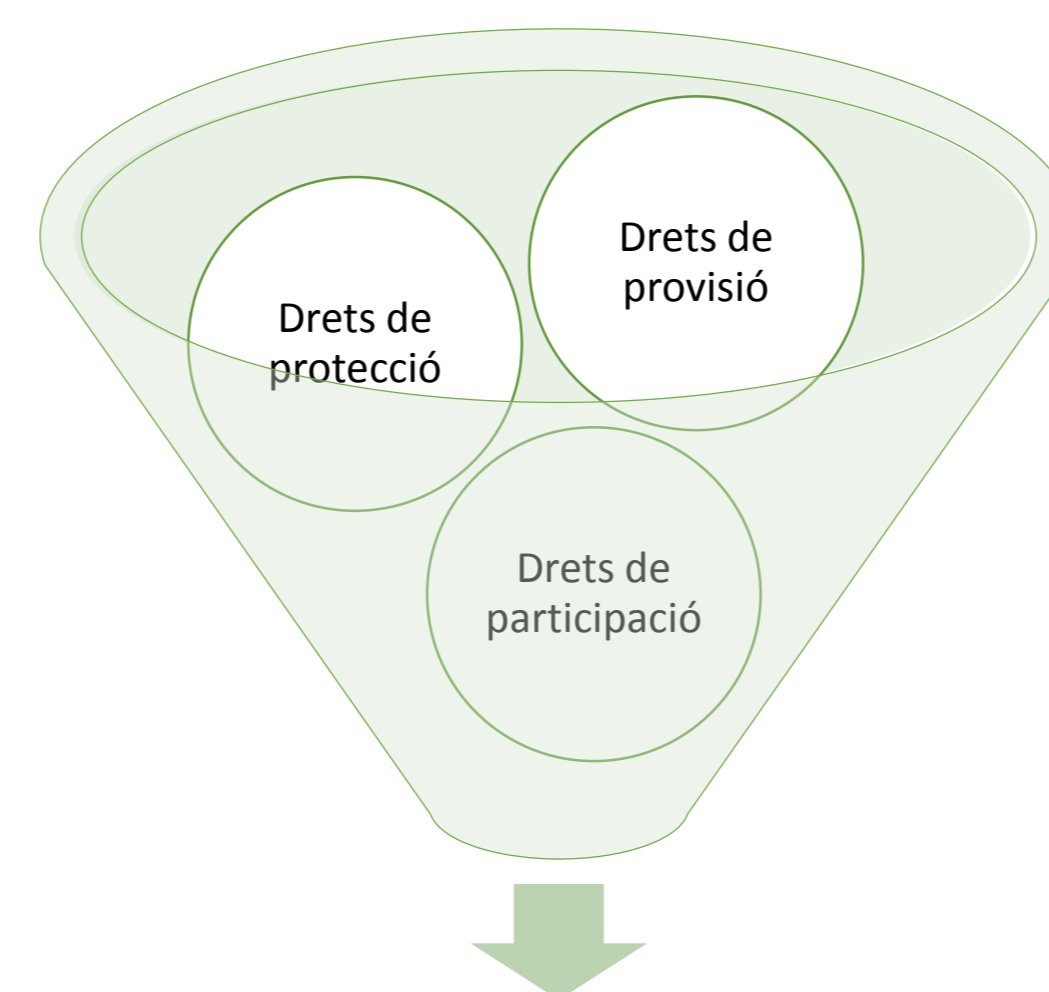 Drets de
provisió
Drets de
protecció
Drets de
participació